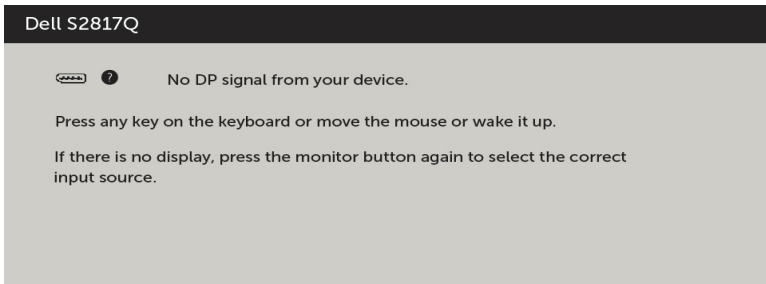 Dell S2817Q
? No DP signal from your device.
Press any key on the keyboard or move the mouse or wake it up.
If there is no display, press the monitor button again to select the correct
input source.